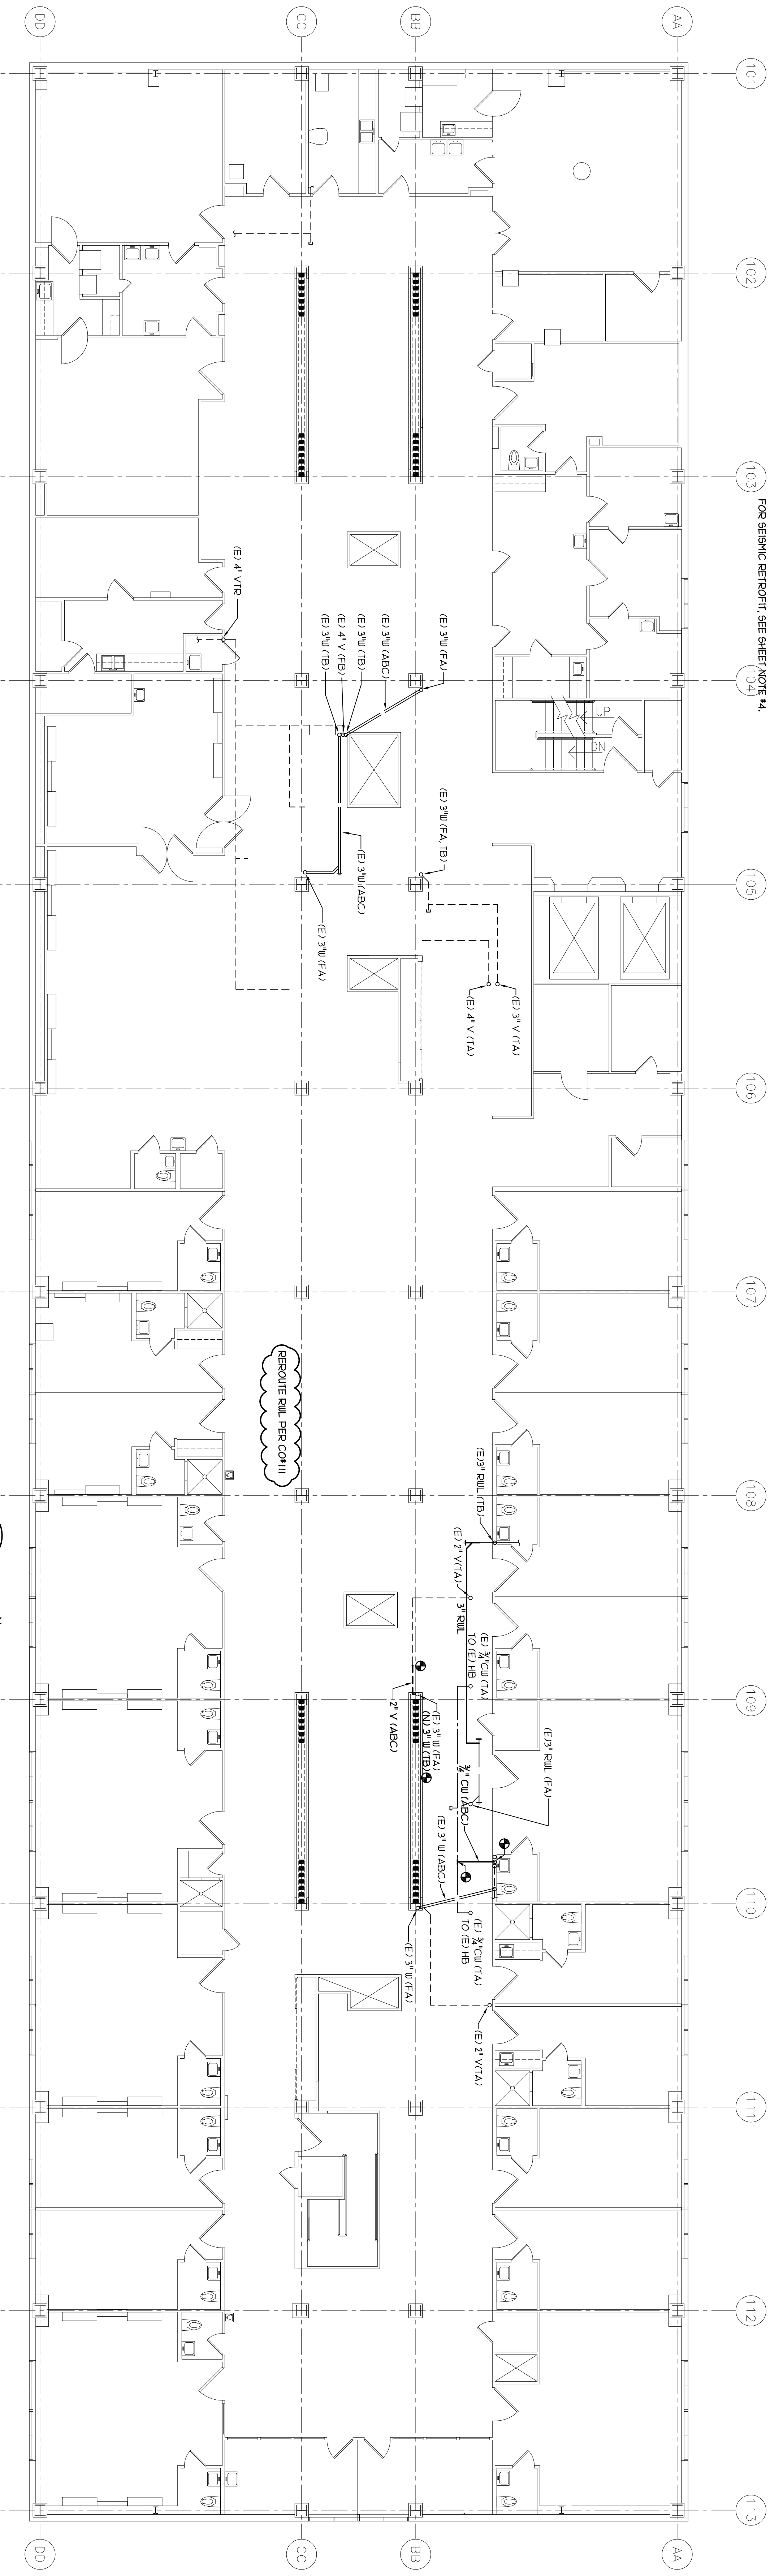 FOR SEISMIC RETROFIT, SEE SHEET NOTE #4.
101
102
103
104
105
106
107
108
109
110
111
112
113
AA
AA
BB
BB
CC
CC
DD
DD
UP
DN
(E) 4" VTR
(E) 3"W (FA)
(E) 3"W (ABC)
(E) 3"W (TB)
(E) 4" V (FB)
(E) 3"W (TB)
(E) 3"W (FA, TB)
(E) 3"W (ABC)
(E) 3"W (FA)
(E) 3" V (TA)
(E) 4" V (TA)
REROUTE RWL PER CO#111
(E)3" RWL (TB)
(E) 2" V(TA)
3" RWL
(E) 3/4"CW (TA)
TO (E) HB
(E)3" RWL (FA)
(E) 3" W (FA)
(N) 3" W (TB)
2" V (ABC)
3/4" CW (ABC)
(E) 3" W (ABC)
(E) 3/4"CW (TA)
TO (E) HB
(E) 3" W (FA)
(E) 2" V(TA)